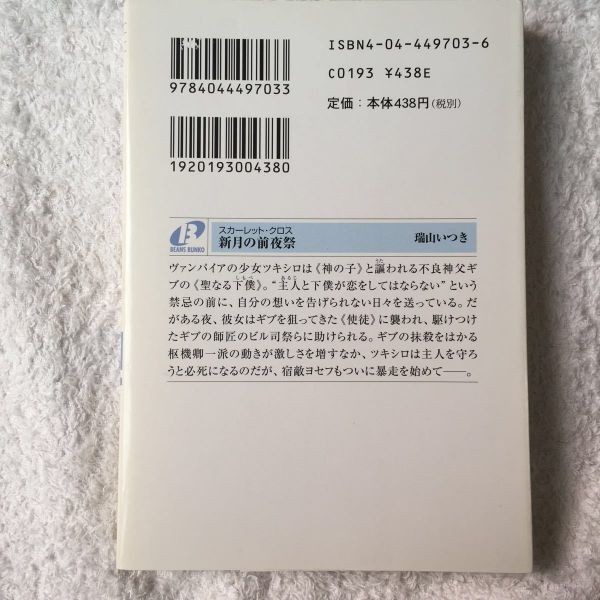 ISBN4-04-449703-6
C0193 ¥438E
定価：本体438円(税別)
9784044497033
1920193004380
B
BEANS BUNKO
スカーレット・クロス
新月の前夜祭
瑞山いつき
ヴァンパイアの少女ツキシロは《神の子》と謳われる不良神父ギ
ブの《聖なる下僕》。“主人と下僕が恋をしてはならない”という
禁忌の前に、自分の想いを告げられない日々を送っている。だ
がある夜、彼女はギブを狙ってきた《使徒》に襲われ、駆けつけ
たギブの師匠のビル司祭らに助けられる。ギブの抹殺をはかる
枢機卿一派の動きが激しさを増すなか、ツキシロは主人を守ろ
うと必死になるのだが、宿敵ヨセフもついに暴走を始めて――。